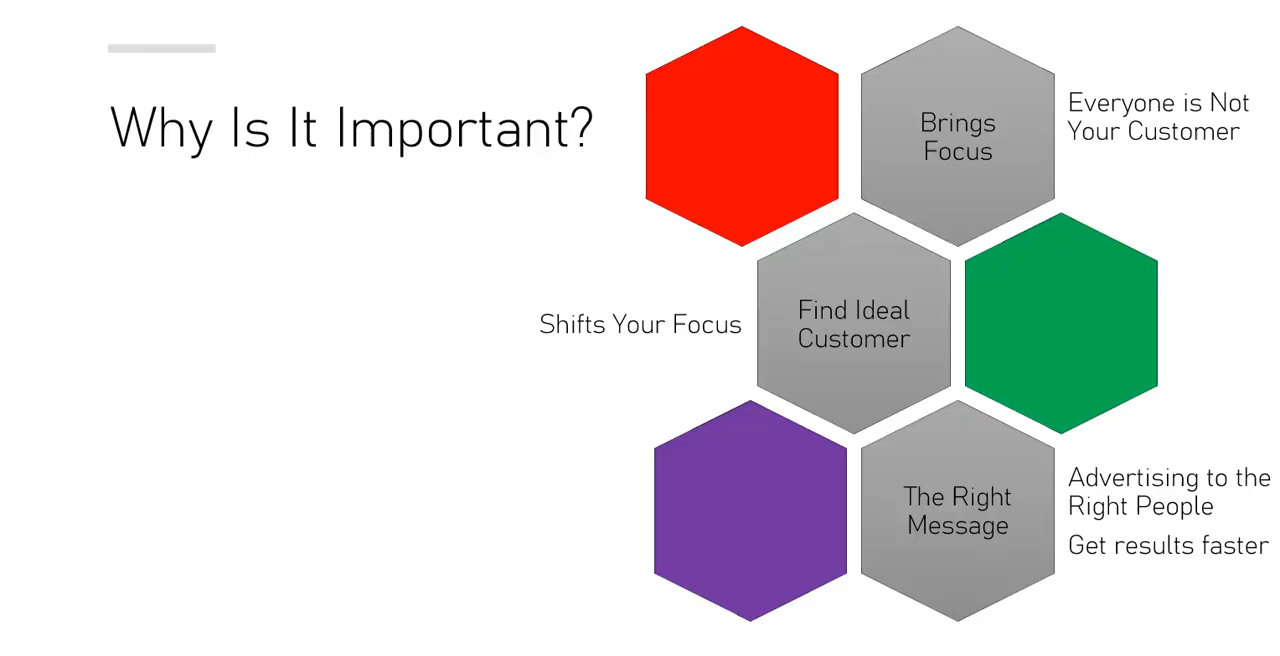 Why Is It Important?
Brings
Focus
Everyone is Not
Your Customer
Shifts Your Focus
Find Ideal
Customer
The Right
Message
Advertising to the
Right People
Get results faster